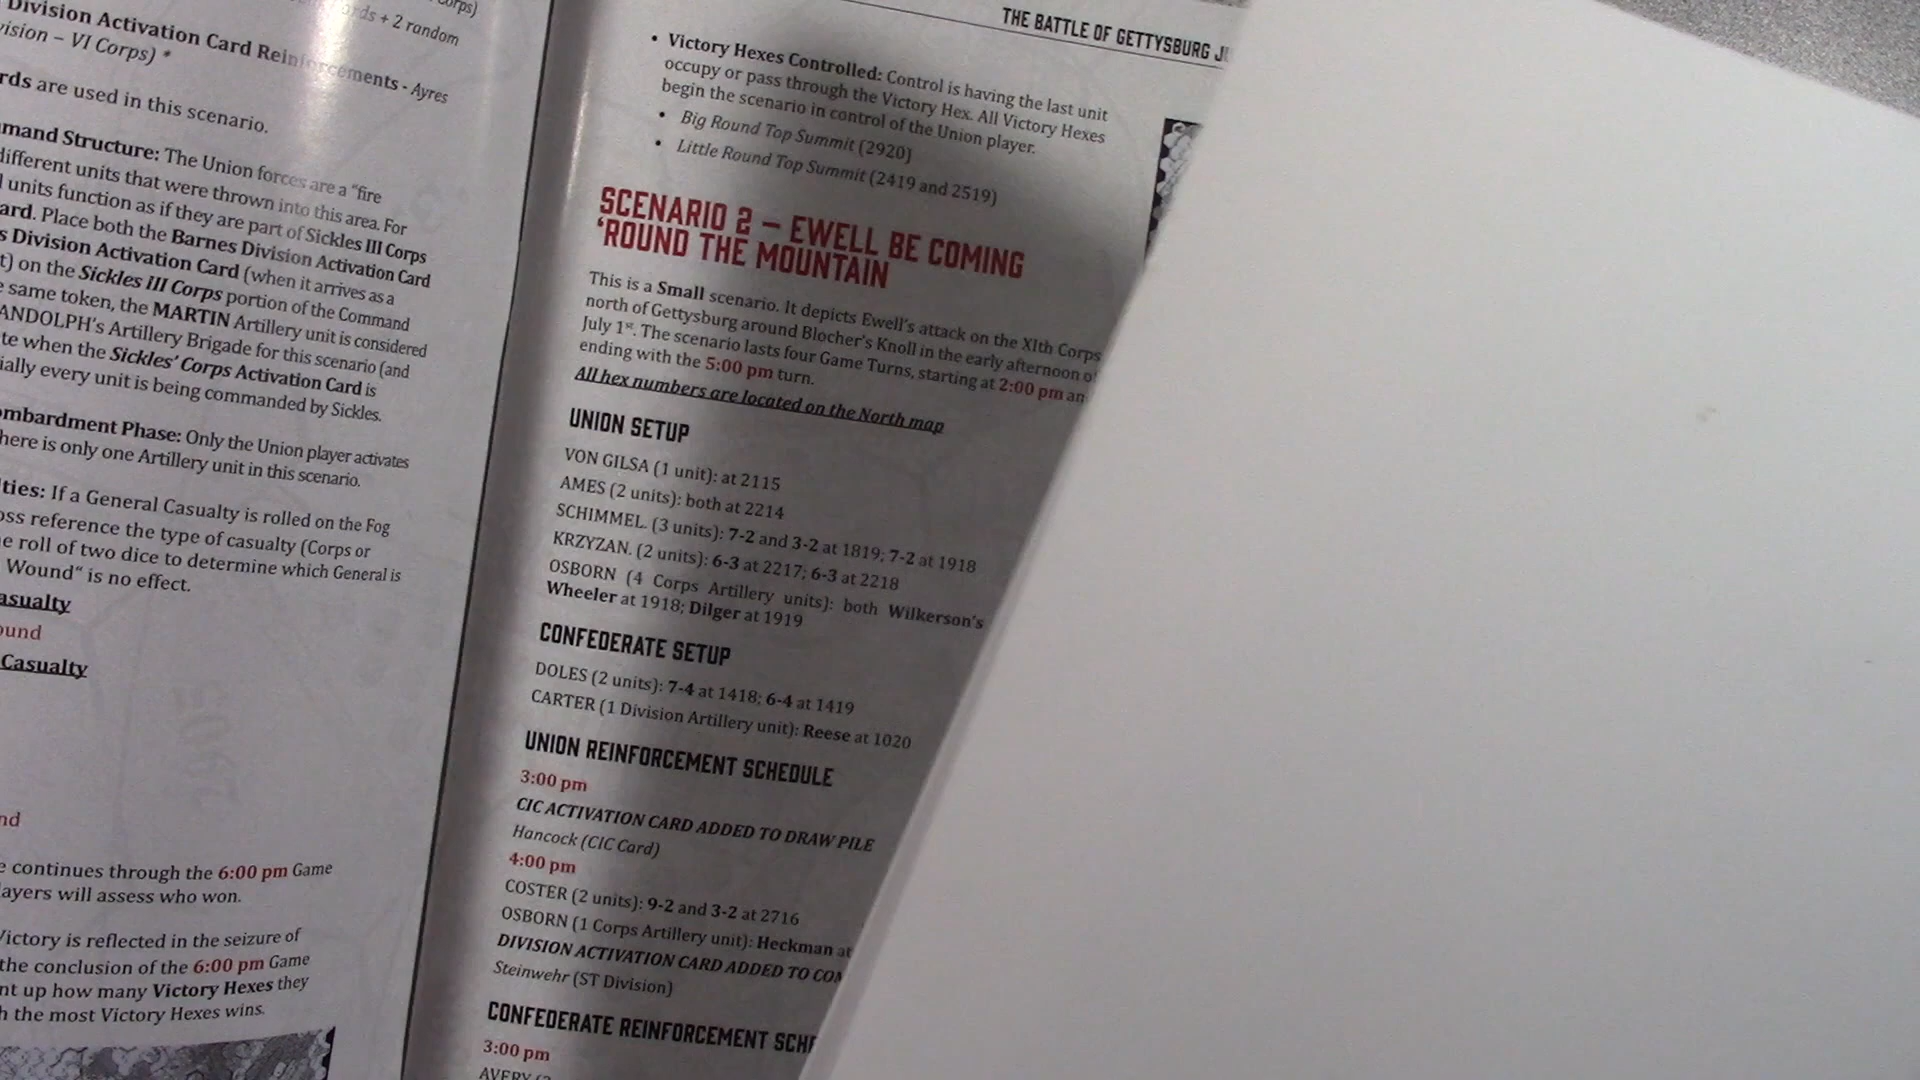 Corps)
ds + 2 random
Division Activation Card Reinforcements - Ayres
vision – VI Corps) *
rds are used in this scenario.
mmand Structure: The Union forces are a “fire
different units that were thrown into this area. For
units function as if they are part of Sickles III Corps
ard. Place both the Barnes Division Activation Card
s Division Activation Card (when it arrives as a
t) on the Sickles III Corps portion of the Command
e same token, the MARTIN Artillery unit is considered
ANDOLPH’s Artillery Brigade for this scenario (and
te when the Sickles’ Corps Activation Card is
ially every unit is being commanded by Sickles.
ombardment Phase: Only the Union player activates
here is only one Artillery unit in this scenario.
ties: If a General Casualty is rolled on the Fog
oss reference the type of casualty (Corps or
e roll of two dice to determine which General is
Wound“ is no effect.
asualty
ound
Casualty
nd
e continues through the 6:00 pm Game
layers will assess who won.
Victory is reflected in the seizure of
the conclusion of the 6:00 pm Game
nt up how many Victory Hexes they
h the most Victory Hexes wins.
THE BATTLE OF GETTYSBURG JU
• Victory Hexes Controlled: Control is having the last unit
occupy or pass through the Victory Hex. All Victory Hexes
begin the scenario in control of the Union player.
• Big Round Top Summit (2920)
• Little Round Top Summit (2419 and 2519)
SCENARIO 2 – EWELL BE COMING
‘ROUND THE MOUNTAIN
This is a Small scenario. It depicts Ewell’s attack on the XIth Corps
north of Gettysburg around Blocher’s Knoll in the early afternoon of
July 1st. The scenario lasts four Game Turns, starting at 2:00 pm an
ending with the 5:00 pm turn.
All hex numbers are located on the North map
UNION SETUP
VON GILSA (1 unit): at 2115
AMES (2 units): both at 2214
SCHIMMEL. (3 units): 7-2 and 3-2 at 1819; 7-2 at 1918
KRZYZAN. (2 units): 6-3 at 2217; 6-3 at 2218
OSBORN (4 Corps Artillery units): both Wilkerson’s
Wheeler at 1918; Dilger at 1919
CONFEDERATE SETUP
DOLES (2 units): 7-4 at 1418; 6-4 at 1419
CARTER (1 Division Artillery unit): Reese at 1020
UNION REINFORCEMENT SCHEDULE
3:00 pm
CIC ACTIVATION CARD ADDED TO DRAW PILE
Hancock (CIC Card)
4:00 pm
COSTER (2 units): 9-2 and 3-2 at 2716
OSBORN (1 Corps Artillery unit): Heckman at
DIVISION ACTIVATION CARD ADDED TO COM
Steinwehr (ST Division)
CONFEDERATE REINFORCEMENT SCHE
3:00 pm
AVERY (2